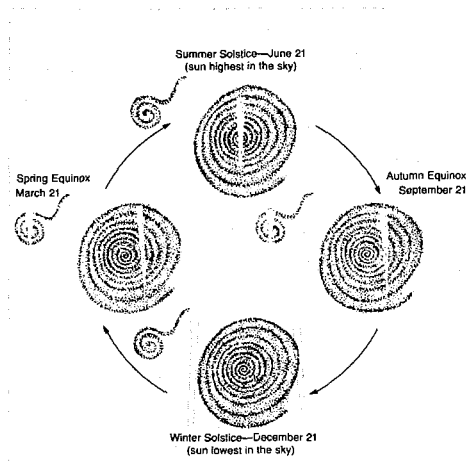 Summer Solstice—June 21
(sun highest in the sky)
Spring Equinox
March 21
Autumn Equinox
September 21
Winter Solstice—December 21
(sun lowest in the sky)